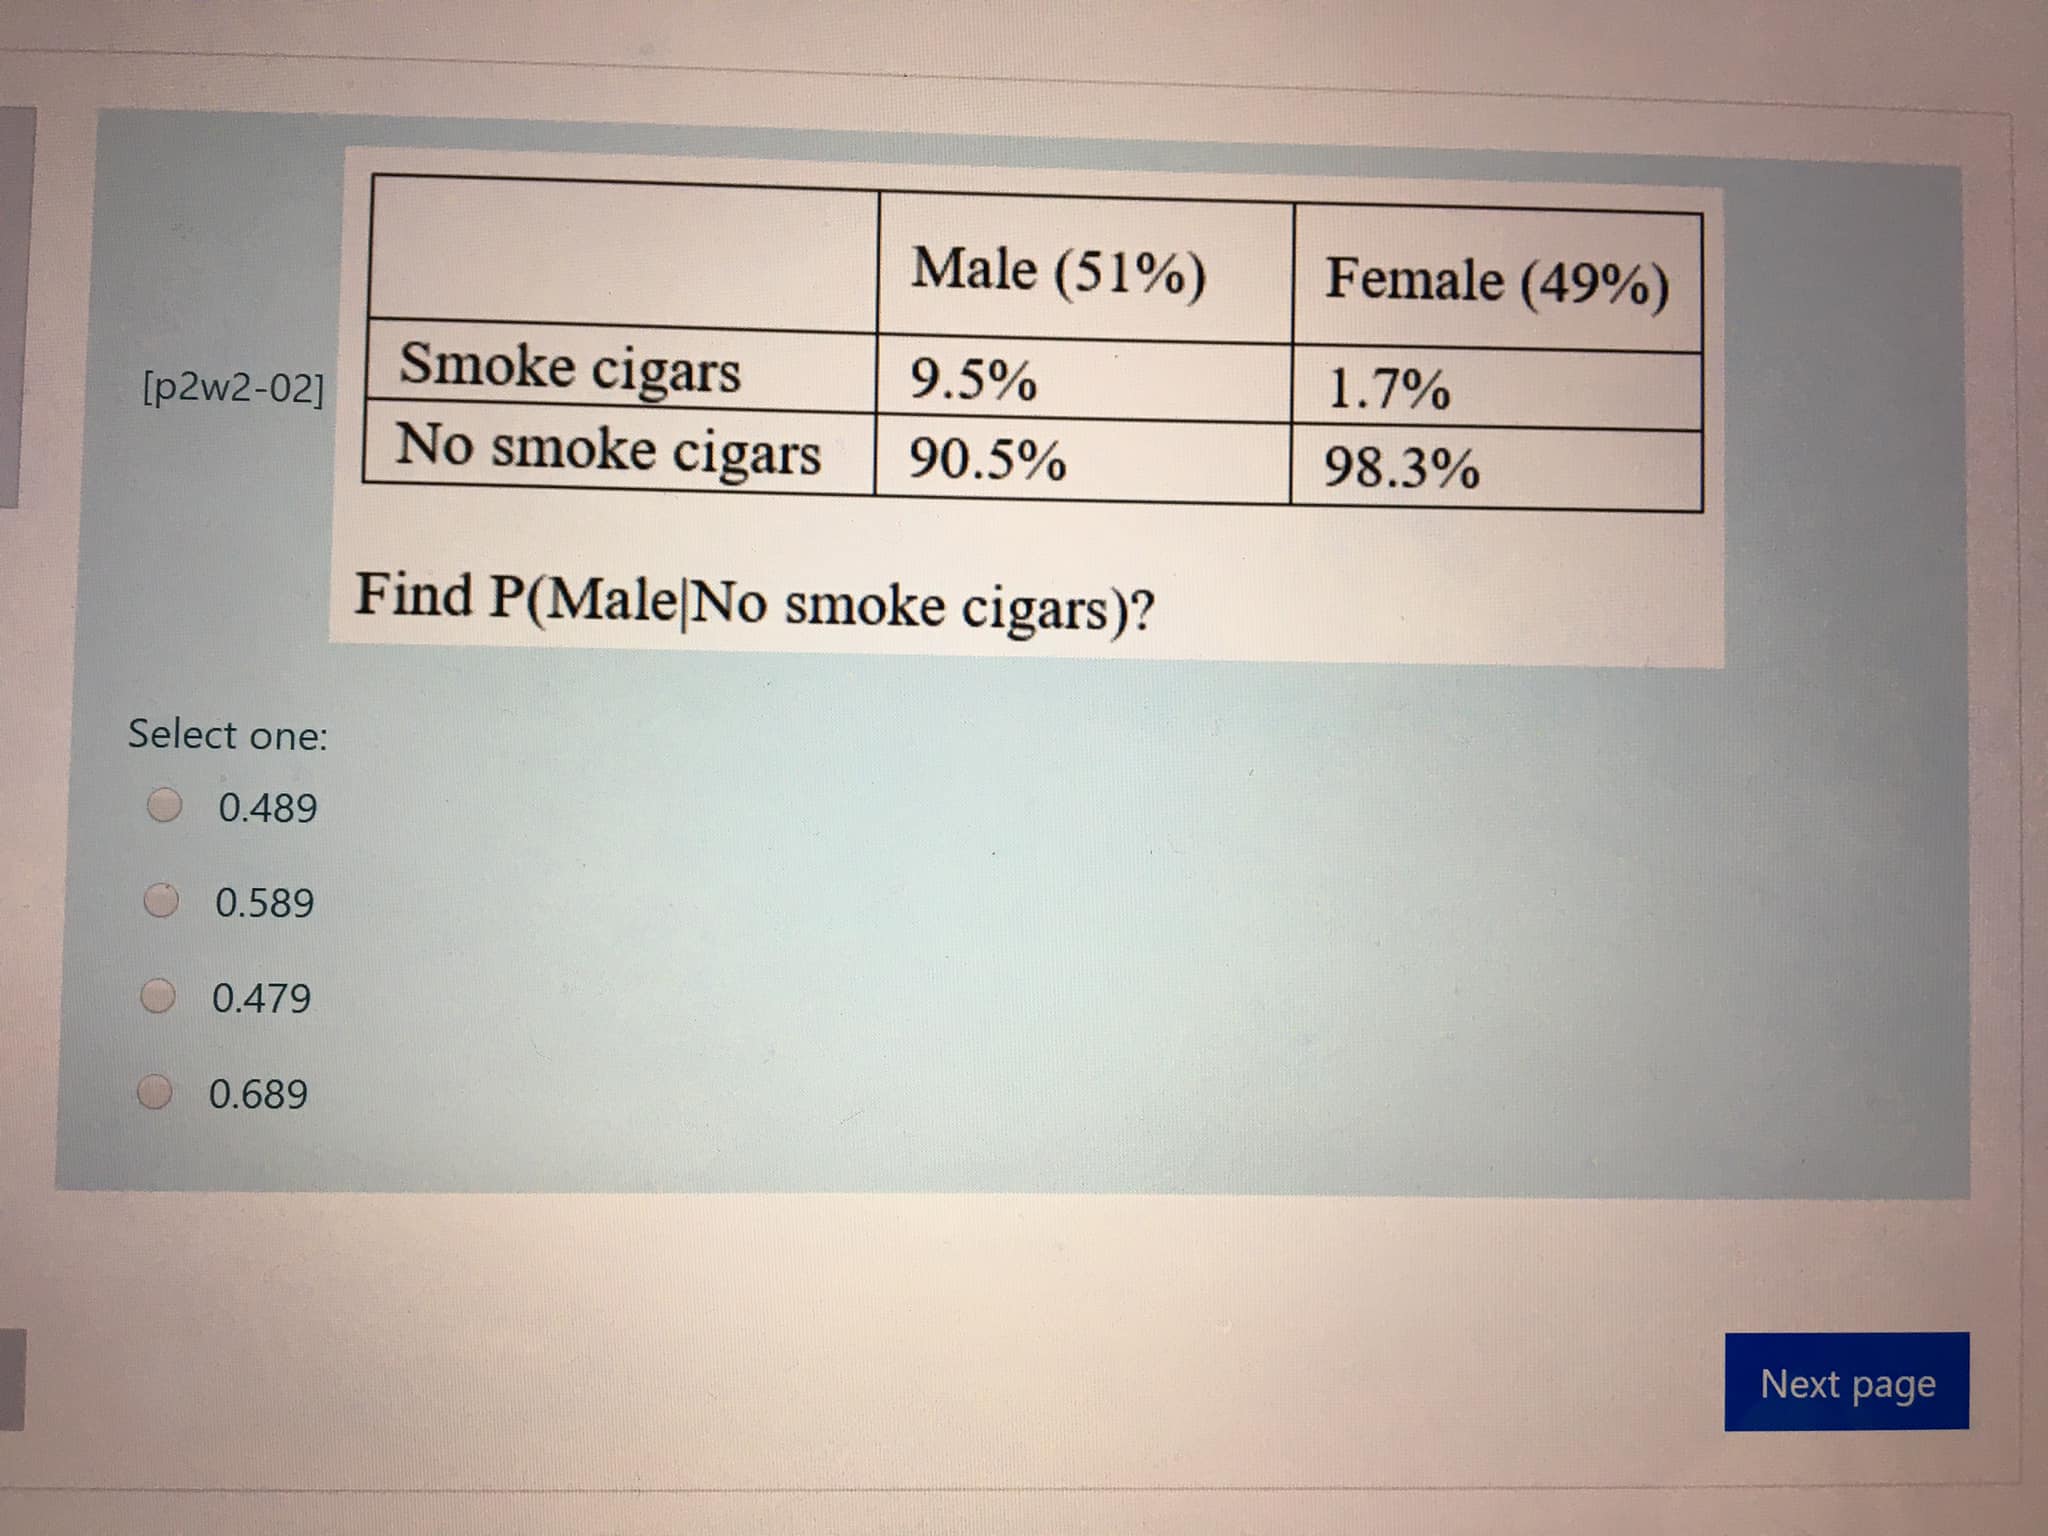 Male (51%) Female (49%)
[p2w2-02] Smoke cigars 9.5% 1.7%
No smoke cigars 90.5% 98.3%
Find P(Male|No smoke cigars)?
Select one:
0.489
0.589
0.479
0.689
Next page